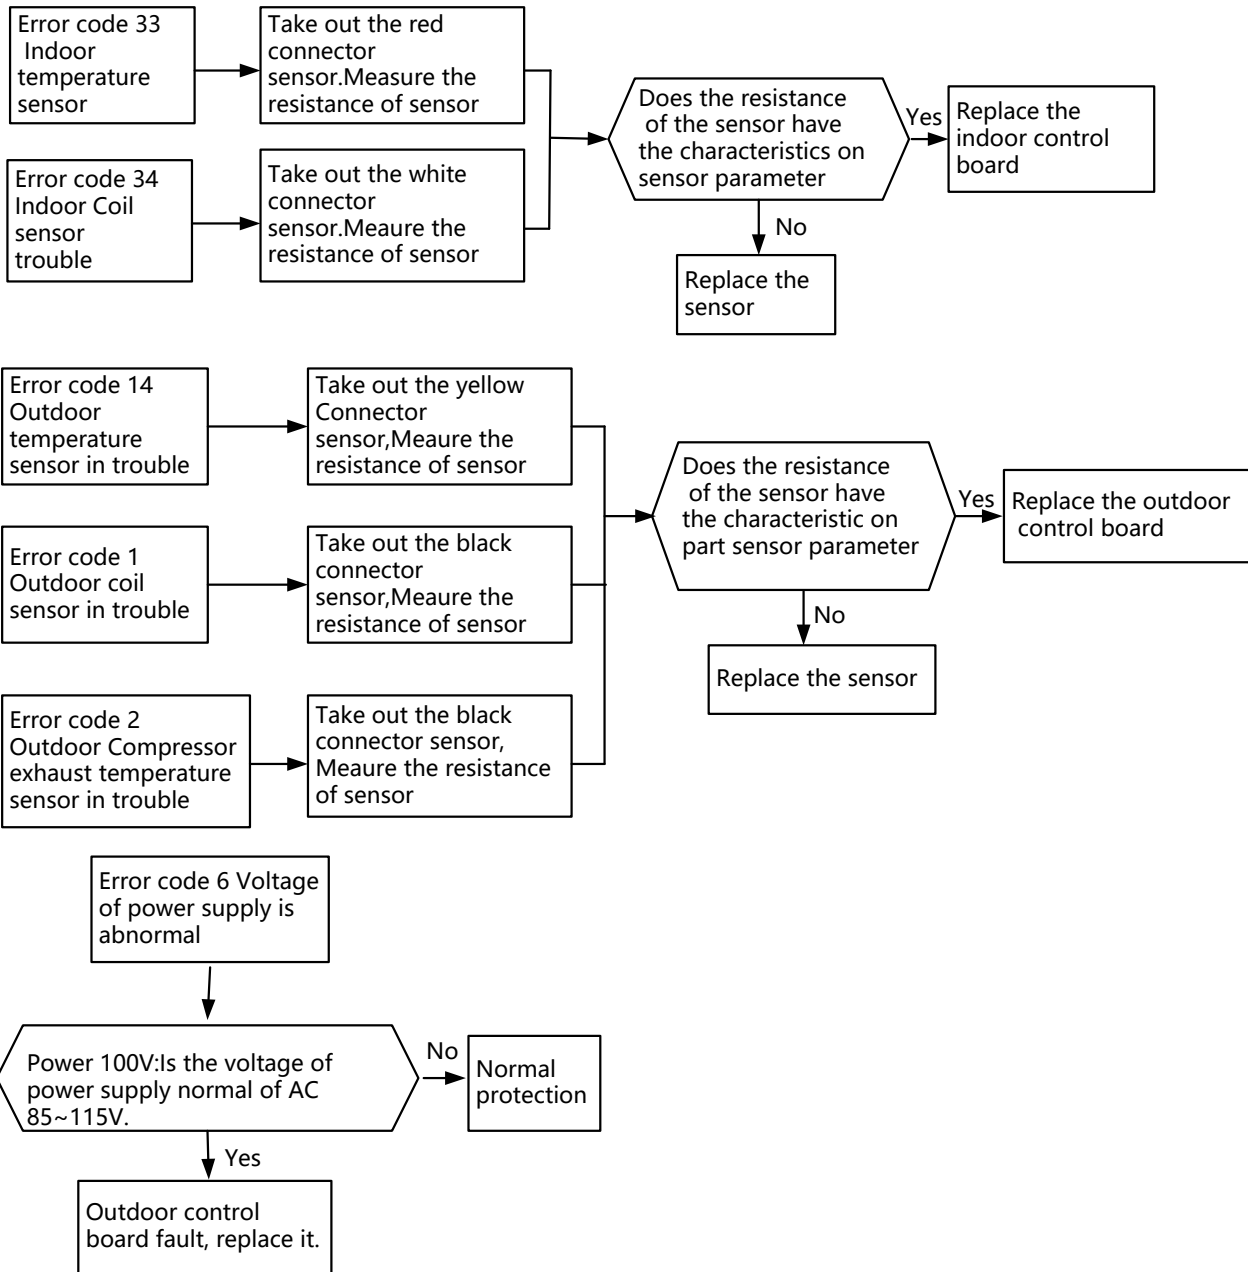 Error code 33
Indoor
temperature
sensor
Take out the red
connector
sensor.Measure the
resistance of sensor
Error code 34
Indoor Coil
sensor
trouble
Take out the white
connector
sensor.Meaure the
resistance of sensor
Does the resistance
of the sensor have
the characteristics on
sensor parameter
Yes
Replace the
indoor control
board
No
Replace the
sensor
Error code 14
Outdoor
temperature
sensor in trouble
Take out the yellow
Connector
sensor,Meaure the
resistance of sensor
Error code 1
Outdoor coil
sensor in trouble
Take out the black
connector
sensor,Meaure the
resistance of sensor
Error code 2
Outdoor Compressor
exhaust temperature
sensor in trouble
Take out the black
connector sensor,
Meaure the resistance
of sensor
Does the resistance
of the sensor have
the characteristic on
part sensor parameter
Yes
Replace the outdoor
control board
No
Replace the sensor
Error code 6 Voltage
of power supply is
abnormal
Power 100V:Is the voltage of
power supply normal of AC
85~115V.
No
Normal
protection
Yes
Outdoor control
board fault, replace it.